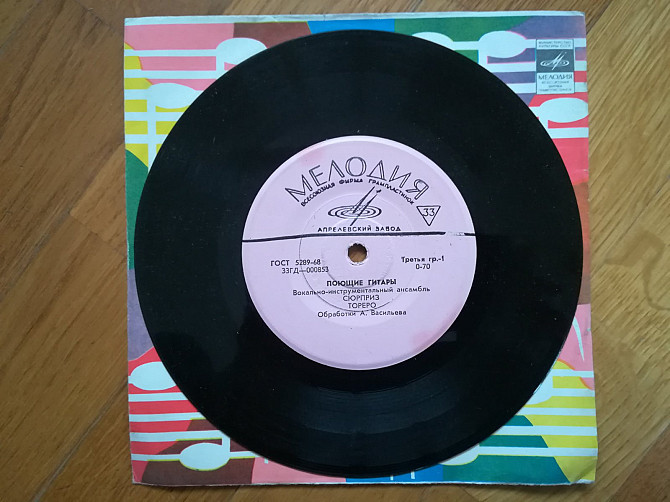 МЕЛОДИЯ
МЕЛОДИЯ
ВСЕСОЮЗНАЯ ФИРМА ГРАМПЛАСТИНОК
33
АПРЕЛЕВСКИЙ ЗАВОД
ГОСТ 5289-68
33ГД—000853
Третья гр.-1
0-70
ПОЮЩИЕ ГИТАРЫ
Вокально-инструментальный ансамбль
СЮРПРИЗ
ТОРЕРО
Обработки А. Васильева